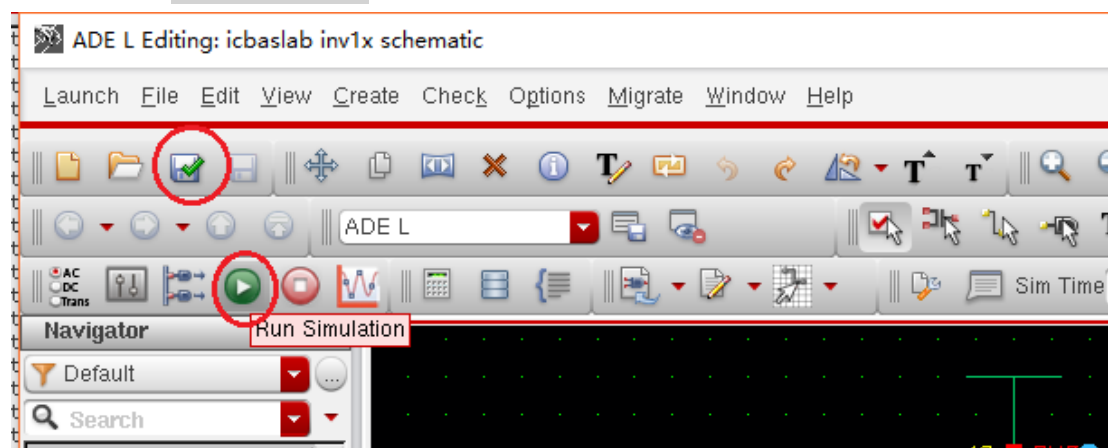 ADE L Editing: icbaslab inv1x schematic
Launch File Edit View Create Check Options Migrate Window Help
ADE L
AC
DC
Trans
Sim Time
Navigator
Run Simulation
Default
...
Search